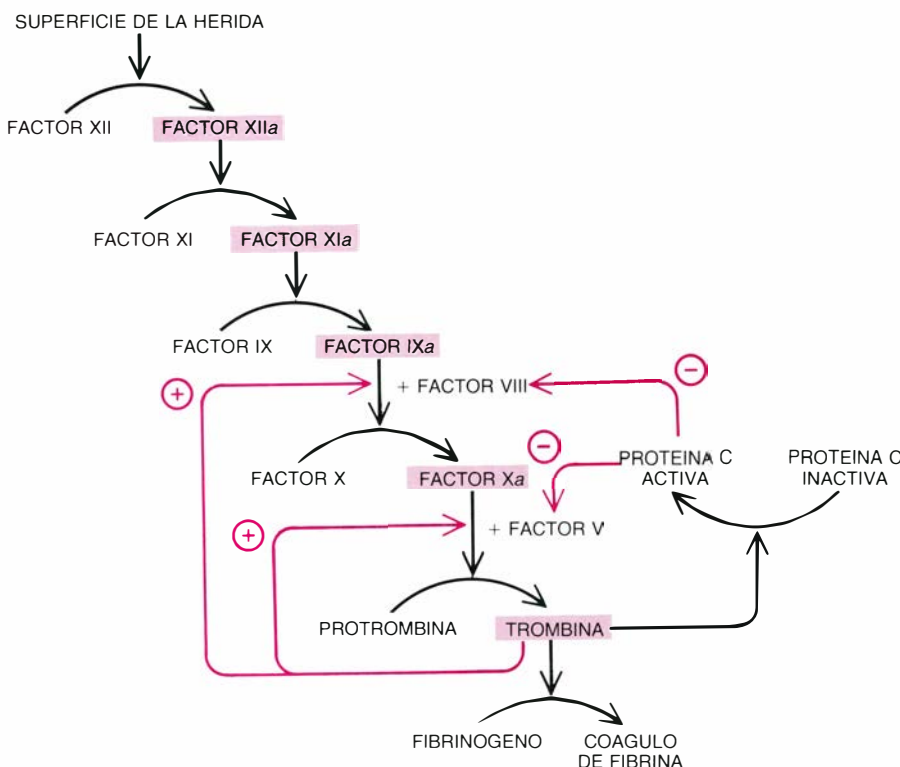 SUPERFICIE DE LA HERIDA
FACTOR XII
FACTOR XIIa
FACTOR XI
FACTOR XIa
FACTOR IX
FACTOR IXa
+
+ FACTOR VIII
−
FACTOR X
FACTOR Xa
−
PROTEINA C
ACTIVA
PROTEINA C
INACTIVA
+
+ FACTOR V
PROTROMBINA
TROMBINA
FIBRINOGENO
COAGULO
DE FIBRINA